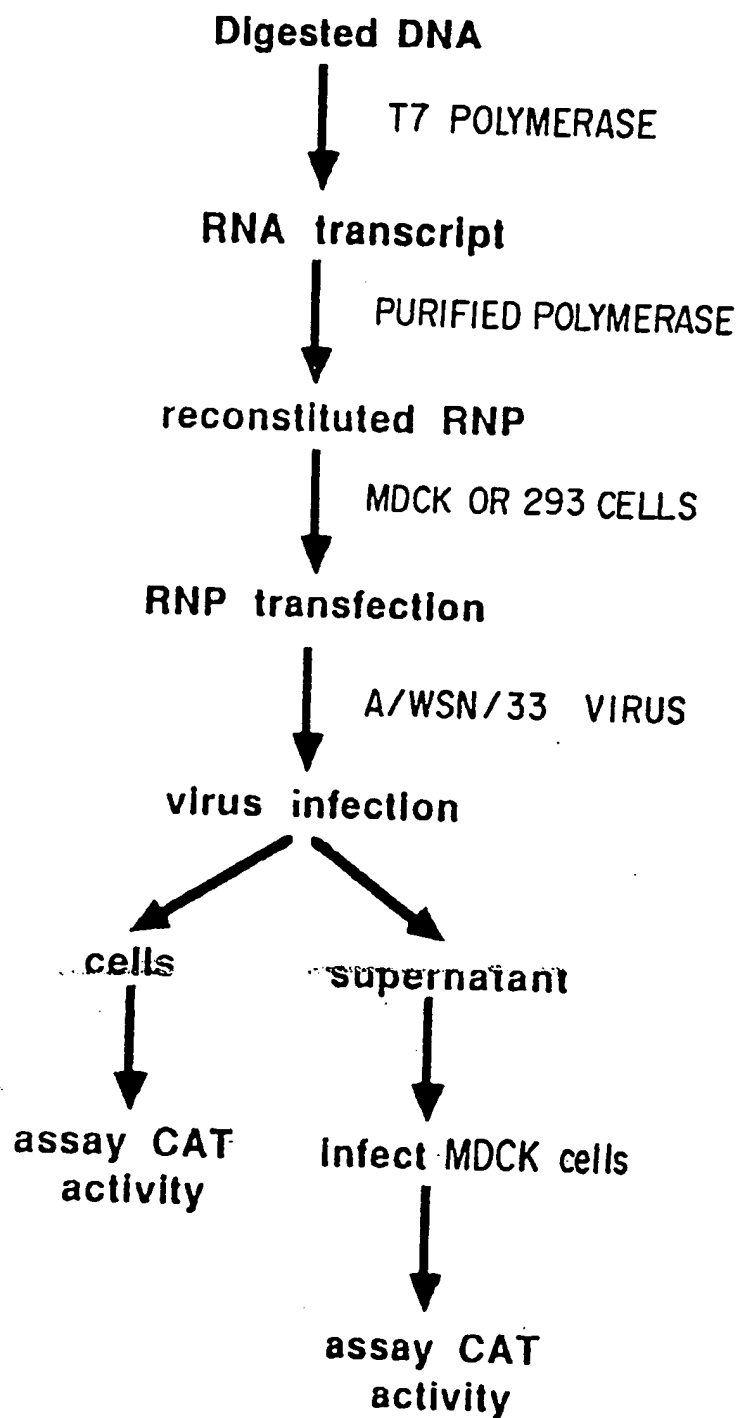 Digested DNA
T7 POLYMERASE
RNA transcript
PURIFIED POLYMERASE
reconstituted RNP
MDCK OR 293 CELLS
RNP transfection
A/WSN/33 VIRUS
virus infection
cells
supernatant
assay CAT
activity
infect MDCK cells
assay CAT
activity